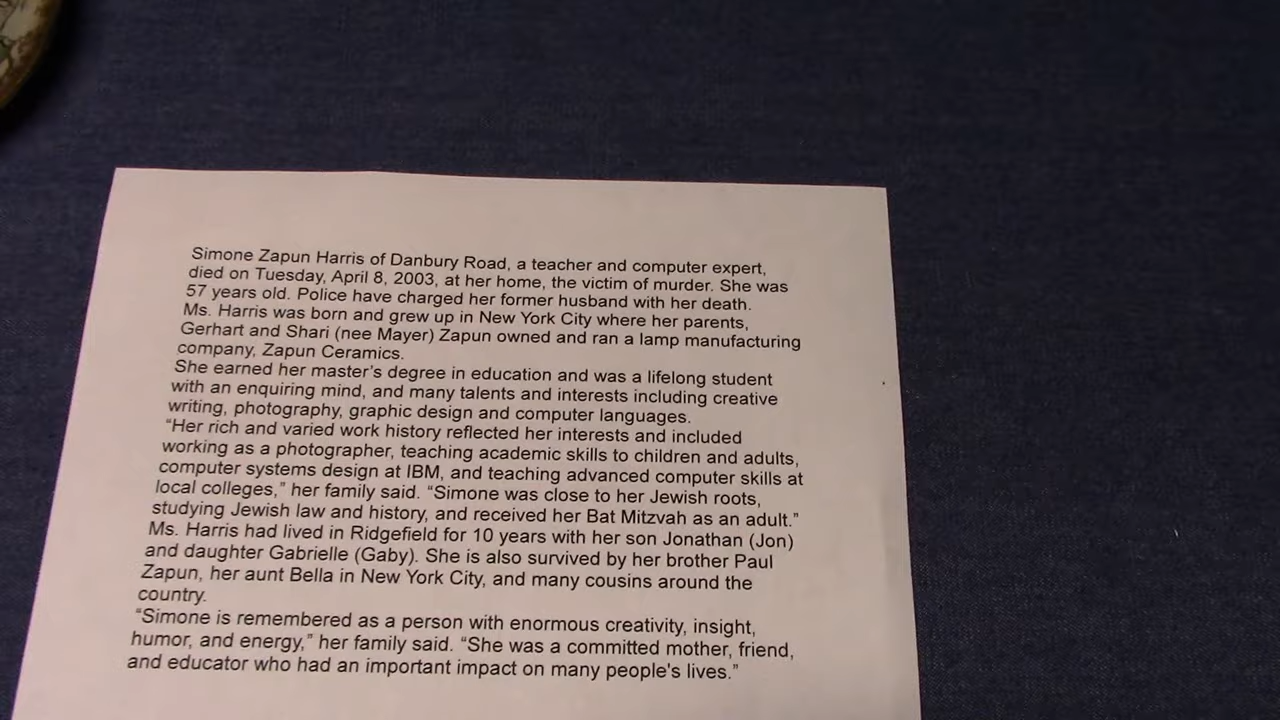 Simone Zapun Harris of Danbury Road, a teacher and computer expert,
died on Tuesday, April 8, 2003, at her home, the victim of murder. She was
57 years old. Police have charged her former husband with her death.
Ms. Harris was born and grew up in New York City where her parents,
Gerhart and Shari (nee Mayer) Zapun owned and ran a lamp manufacturing
company, Zapun Ceramics.
She earned her master's degree in education and was a lifelong student
with an enquiring mind, and many talents and interests including creative
writing, photography, graphic design and computer languages.
“Her rich and varied work history reflected her interests and included
working as a photographer, teaching academic skills to children and adults,
computer systems design at IBM, and teaching advanced computer skills at
local colleges,” her family said. “Simone was close to her Jewish roots,
studying Jewish law and history, and received her Bat Mitzvah as an adult.”
Ms. Harris had lived in Ridgefield for 10 years with her son Jonathan (Jon)
and daughter Gabrielle (Gaby). She is also survived by her brother Paul
Zapun, her aunt Bella in New York City, and many cousins around the
country.
“Simone is remembered as a person with enormous creativity, insight,
humor, and energy,” her family said. “She was a committed mother, friend,
and educator who had an important impact on many people's lives.”